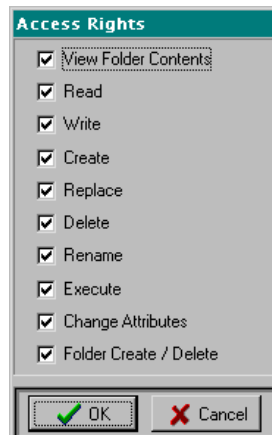 Access Rights
View Folder Contents
Read
Write
Create
Replace
Delete
Rename
Execute
Change Attributes
Folder Create / Delete
OK
Cancel